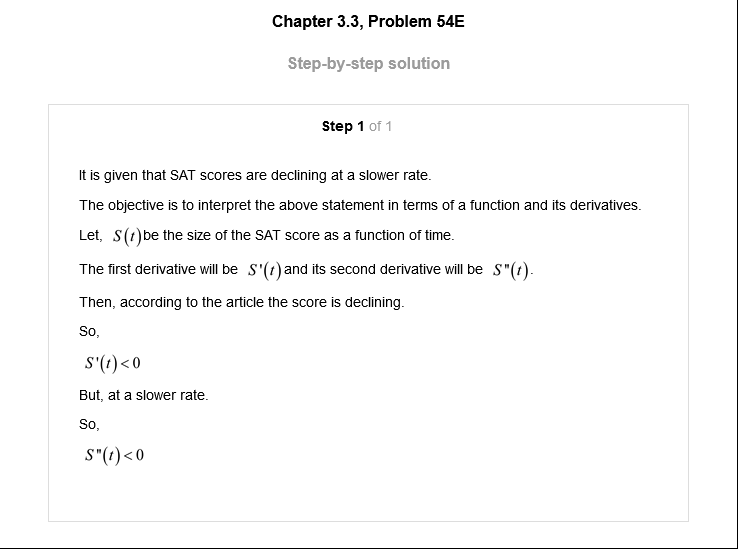 Chapter 3.3, Problem 54E
Step-by-step solution
Step 1 of 1
It is given that SAT scores are declining at a slower rate.
The objective is to interpret the above statement in terms of a function and its derivatives.
Let, S(t) be the size of the SAT score as a function of time.
The first derivative will be S'(t) and its second derivative will be S"(t).
Then, according to the article the score is declining.
So,
S'(t) < 0
But, at a slower rate.
So,
S"(t) < 0